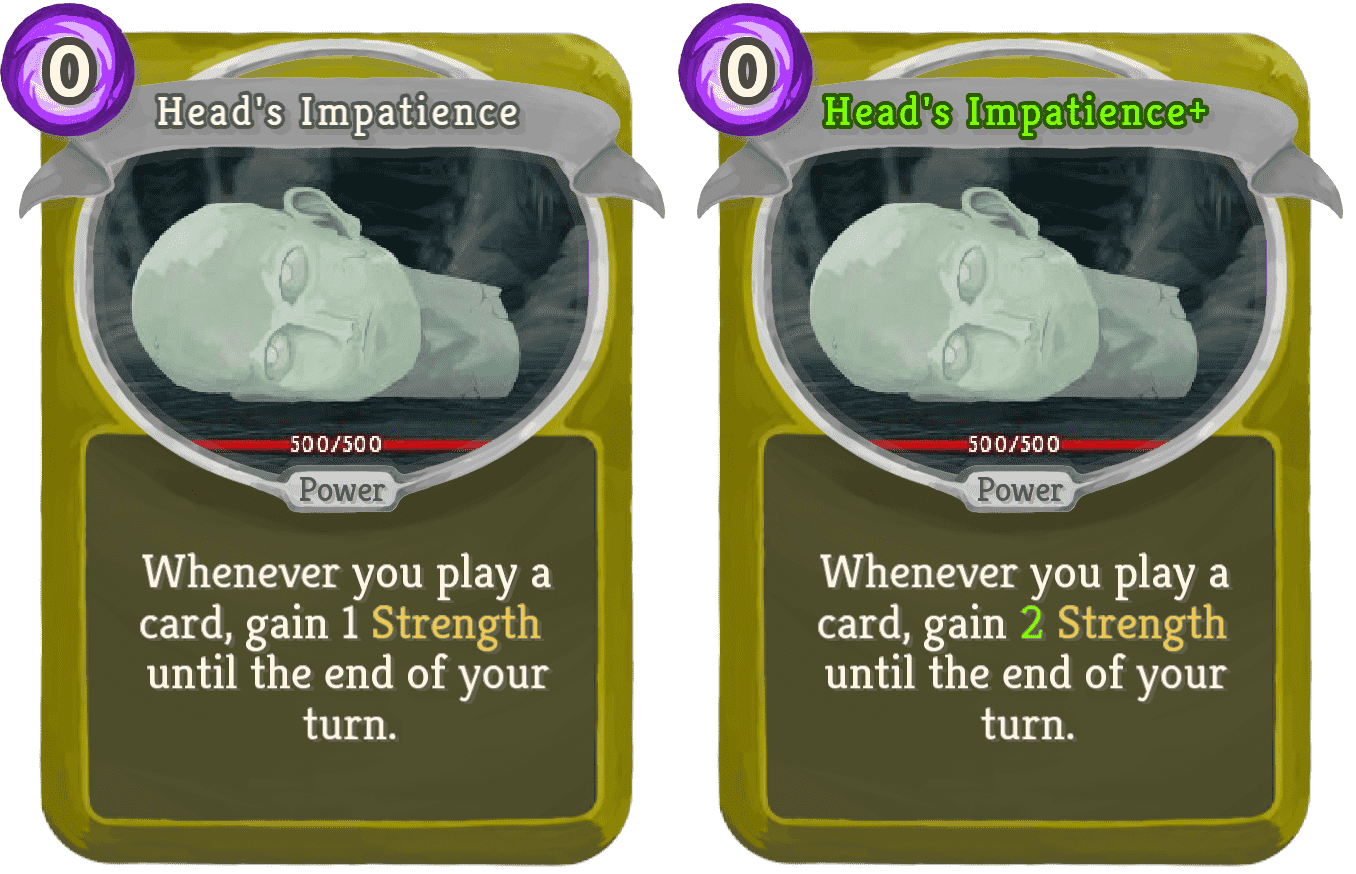 0
Head's Impatience
500/500
Power
Whenever you play a
card, gain 1 Strength
until the end of your
turn.
0
Head's Impatience+
500/500
Power
Whenever you play a
card, gain 2 Strength
until the end of your
turn.